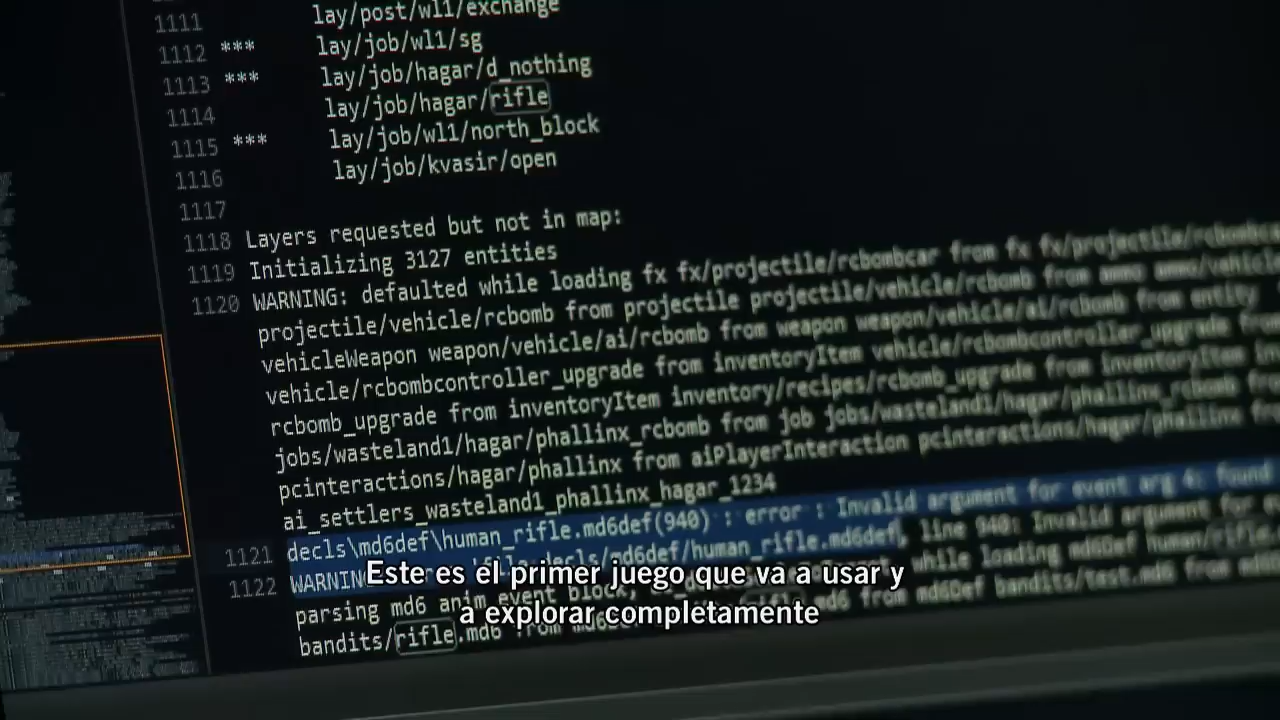 1111 lay/post/wl1/exchange
1112 *** lay/job/wl1/sg
1113 *** lay/job/hagar/d_nothing
1114 lay/job/hagar/rifle
1115 *** lay/job/wl1/north_block
1116 lay/job/kvasir/open
1117
1118 Layers requested but not in map:
1119 Initializing 3127 entities
1120 WARNING: defaulted while loading fx fx/projectile/rcbombcar from fx fx/projectile/rcbombcar
projectile/vehicle/rcbomb from projectile projectile/vehicle/rcbomb from ammo ammo/vehicle
vehicleWeapon weapon/vehicle/ai/rcbomb from weapon weapon/vehicle/ai/rcbomb from entity
vehicle/rcbombcontroller_upgrade from inventoryItem vehicle/rcbombcontroller_upgrade from
rcbomb_upgrade from inventoryItem inventory/recipes/rcbomb_upgrade from inventoryItem
jobs/wasteland1/hagar/phallinx_rcbomb from job jobs/wasteland1/hagar/phallinx_rcbomb from
pcinteractions/hagar/phallinx from aiPlayerInteraction pcinteractions/hagar/phallinx
ai_settlers_wasteland1_phallinx_hagar_1234
1121 decls\md6def\human_rifle.md6def(940) : error : Invalid argument for event arg 4: found
1122 WARNING decls/md6def/human_rifle.md6def, line 940: Invalid argument for
parsing md6 anim event block, while loading md6Def human/rifle
bandits/rifle.md6 from md6 from md6Def bandits/test.md6 from
Este es el primer juego que va a usar y
a explorar completamente